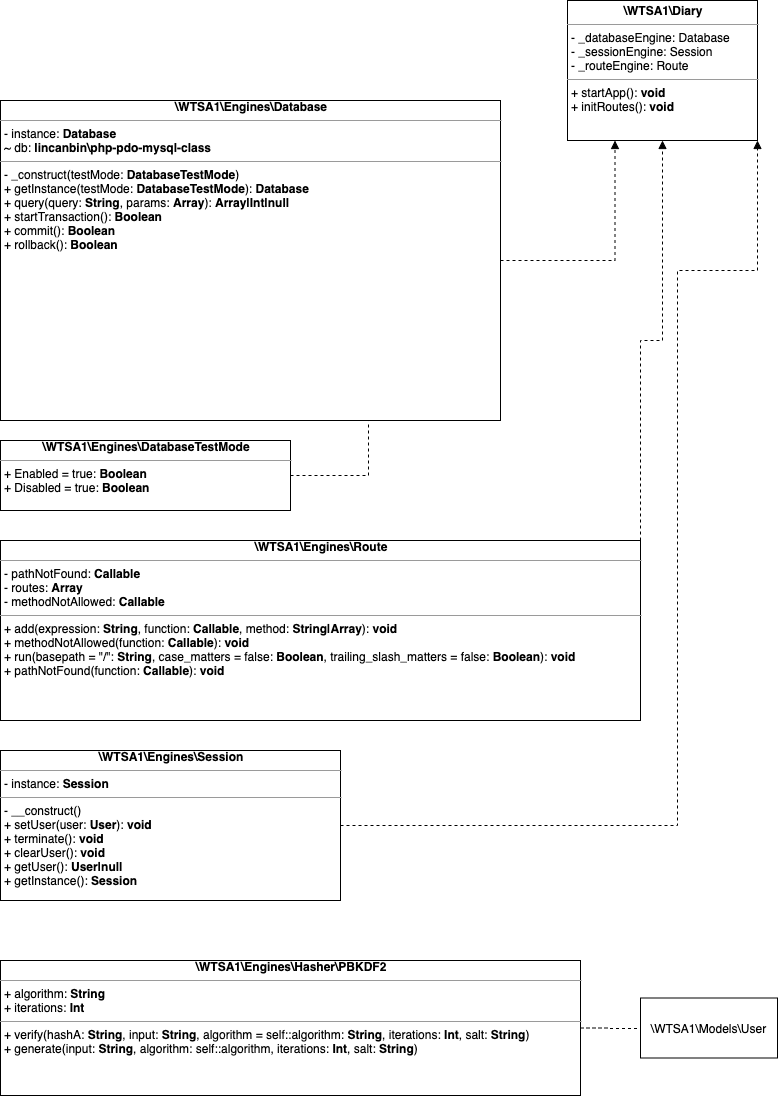 \WTSA1\Diary
- _databaseEngine: Database
- _sessionEngine: Session
- _routeEngine: Route
+ startApp(): void
+ initRoutes(): void
\WTSA1\Engines\Database
- instance: Database
~ db: lincanbin\php-pdo-mysql-class
- _construct(testMode: DatabaseTestMode)
+ getInstance(testMode: DatabaseTestMode): Database
+ query(query: String, params: Array): Array|Int|null
+ startTransaction(): Boolean
+ commit(): Boolean
+ rollback(): Boolean
\WTSA1\Engines\DatabaseTestMode
+ Enabled = true: Boolean
+ Disabled = true: Boolean
\WTSA1\Engines\Route
- pathNotFound: Callable
- routes: Array
- methodNotAllowed: Callable
+ add(expression: String, function: Callable, method: String|Array): void
+ methodNotAllowed(function: Callable): void
+ run(basepath = "/": String, case_matters = false: Boolean, trailing_slash_matters = false: Boolean): void
+ pathNotFound(function: Callable): void
\WTSA1\Engines\Session
- instance: Session
- __construct()
+ setUser(user: User): void
+ terminate(): void
+ clearUser(): void
+ getUser(): User|null
+ getInstance(): Session
\WTSA1\Engines\Hasher\PBKDF2
+ algorithm: String
+ iterations: Int
+ verify(hashA: String, input: String, algorithm = self::algorithm: String, iterations: Int, salt: String)
+ generate(input: String, algorithm: self::algorithm, iterations: Int, salt: String)
\WTSA1\Models\User